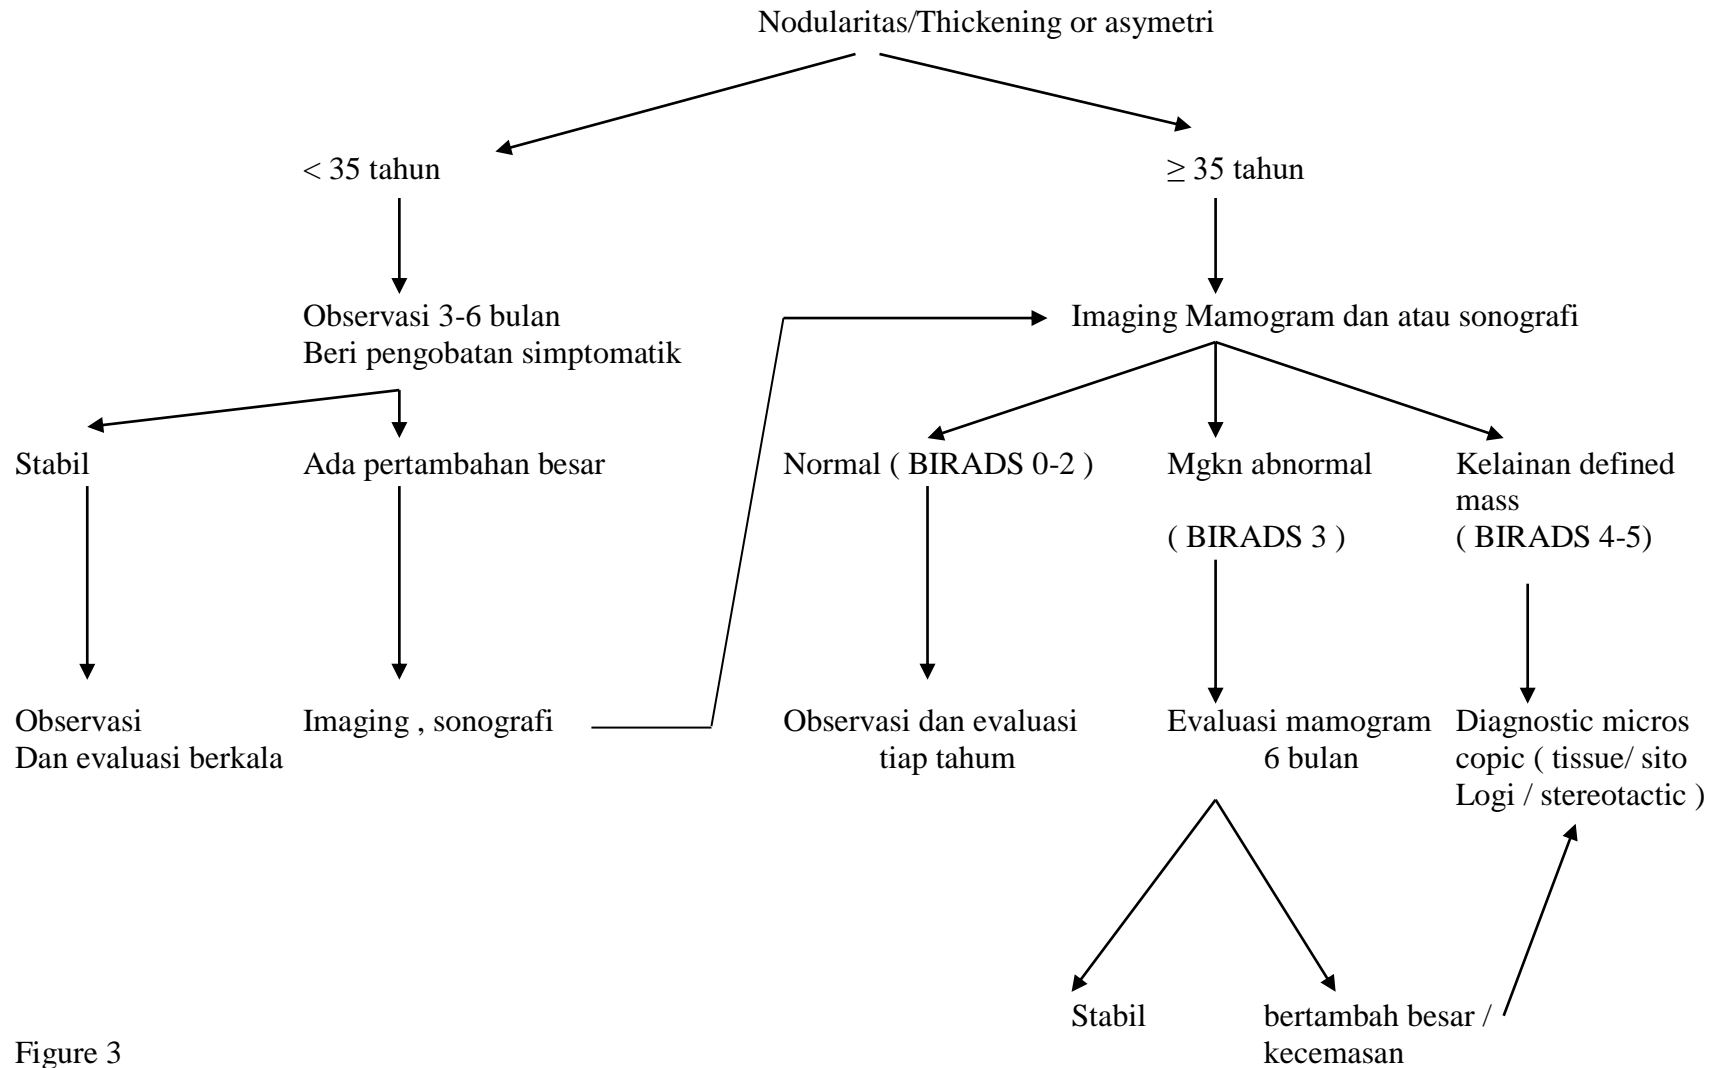 Nodularitas/Thickening or asymetri
< 35 tahun
≥ 35 tahun
Observasi 3-6 bulan
Beri pengobatan simptomatik
Imaging Mamogram dan atau sonografi
Stabil
Ada pertambahan besar
Normal ( BIRADS 0-2 )
Mgkn abnormal
( BIRADS 3 )
Kelainan defined
mass
( BIRADS 4-5)
Observasi
Dan evaluasi berkala
Imaging , sonografi
Observasi dan evaluasi
tiap tahum
Evaluasi mamogram
6 bulan
Diagnostic micros
copic ( tissue/ sito
Logi / stereotactic )
Stabil
bertambah besar /
kecemasan
Figure 3